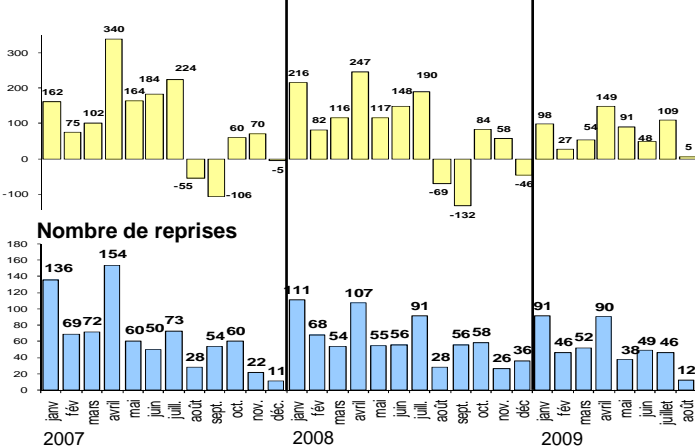 340
300
247
224
216
184
190
200
162
164
148
149
102
116
117
109
98
91
100
75
82
84
60
70
58
54
48
27
5
0
-5
-55
-46
-69
-100
-106
-132
Nombre de reprises
180
160
154
140
136
120
111
107
100
91
91
90
80
69
72
73
68
60
60
50
54
60
54
55
56
56
58
46
52
49
46
40
38
36
28
28
26
22
20
11
12
0
janv
fév
mars
avril
mai
juin
juill.
août
sept.
oct.
nov.
déc.
janv
fév
mars
avril
mai
juin
juill.
août
sept.
oct.
nov.
déc
janv
fév
mars
avril
mai
juin
juillet
août
2007 2008 2009